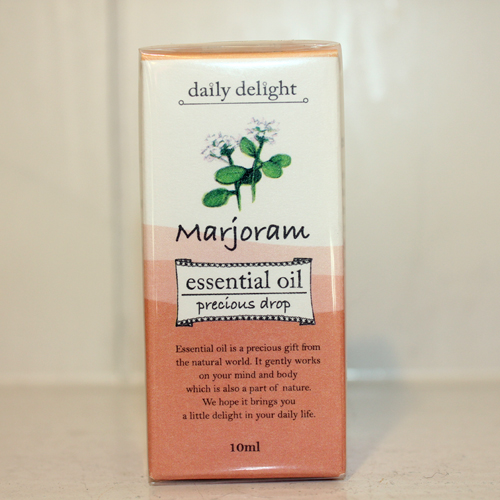 daily delight
Marjoram
essential oil
precious drop
Essential oil is a precious gift from
the natural world. It gently works
on your mind and body
which is also a part of nature.
We hope it brings you
a little delight in your daily life.
10ml